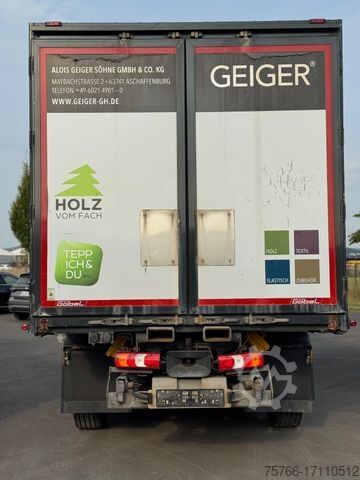 ALOIS GEIGER SÖHNE GMBH & CO. KG
MAYBACHSTRASSE 2 • 63741 ASCHAFFENBURG
TELEFON +49 6021 4901 - 0
WWW.GEIGER-GH.DE
GEIGER®
HOLZ
VOM FACH
TEPP
ICH &
DU
HOLZ
TEXTIL
ELASTISCH
ZUBEHÖR
Göbel
Göbel
75766-17110512